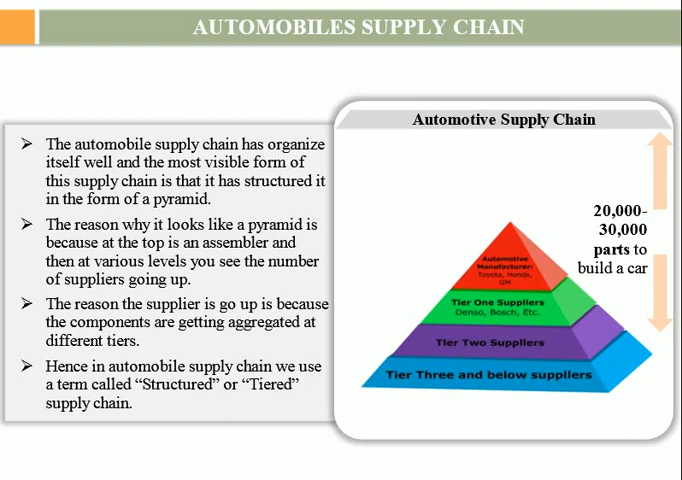 AUTOMOBILES SUPPLY CHAIN
The automobile supply chain has organize
itself well and the most visible form of
this supply chain is that it has structured it
in the form of a pyramid.
The reason why it looks like a pyramid is
because at the top is an assembler and
then at various levels you see the number
of suppliers going up.
The reason the supplier is go up is because
the components are getting aggregated at
different tiers.
Hence in automobile supply chain we use
a term called “Structured” or “Tiered”
supply chain.
Automotive Supply Chain
20,000-
30,000
parts to
build a car
Automotive
Manufacturer:
Toyota, Honda,
GM
Tier One Suppliers
Denso, Bosch, Etc.
Tier Two Suppliers
Tier Three and below suppliers